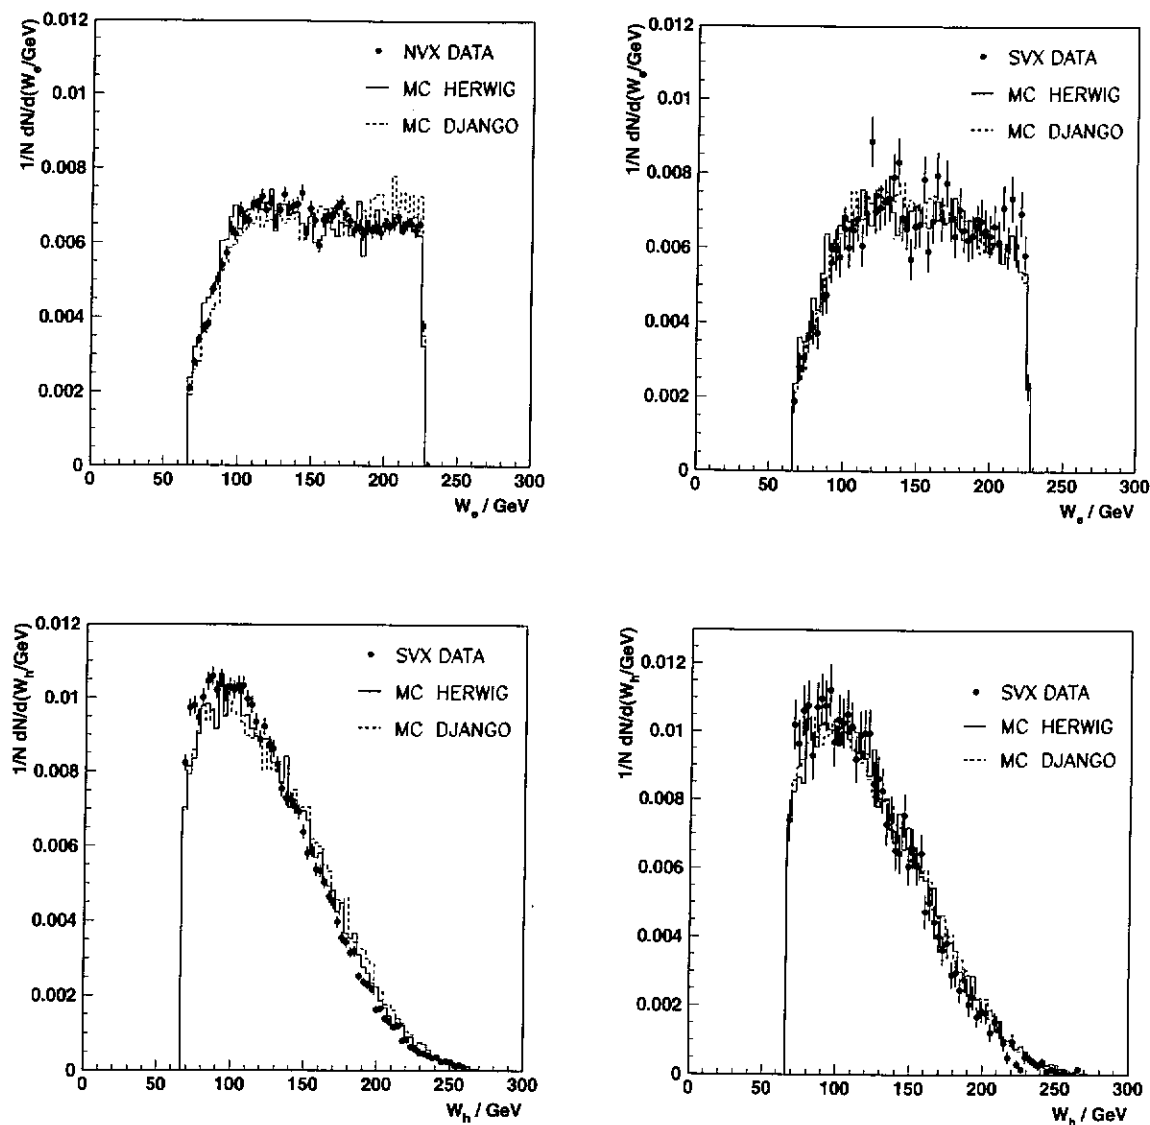 1/N dN/d(W_e/GeV)
0.012
0.01
0.008
0.006
0.004
0.002
0
NVX DATA
MC HERWIG
MC DJANGO
0 50 100 150 200 250 300
W_e / GeV
1/N dN/d(W_e/GeV)
0.012
0.01
0.008
0.006
0.004
0.002
0
SVX DATA
MC HERWIG
MC DJANGO
0 50 100 150 200 250 300
W_e / GeV
1/N dN/d(W_h/GeV)
0.012
0.01
0.008
0.006
0.004
0.002
0
SVX DATA
MC HERWIG
MC DJANGO
0 50 100 150 200 250 300
W_h / GeV
1/N dN/d(W_h/GeV)
0.012
0.01
0.008
0.006
0.004
0.002
0
SVX DATA
MC HERWIG
MC DJANGO
0 50 100 150 200 250 300
W_h / GeV